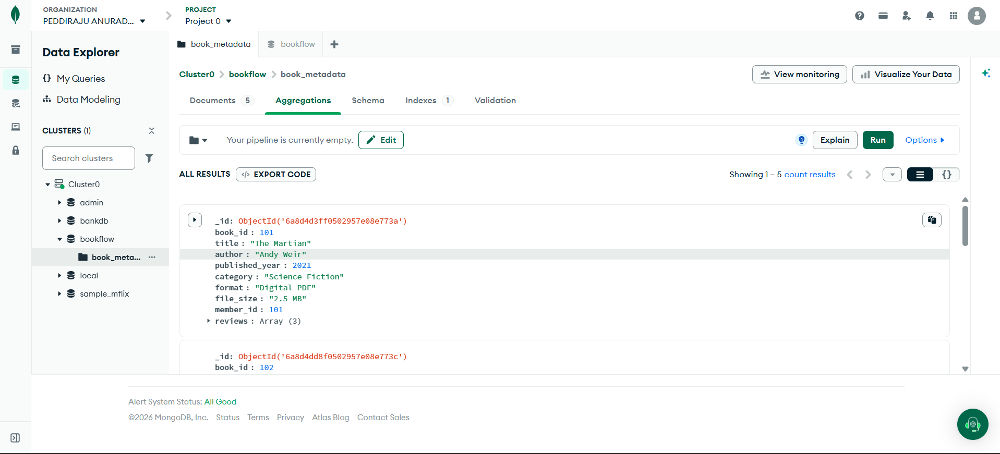 ORGANIZATION
PEDDIRAJU ANURAD...
PROJECT
Project 0
Data Explorer
My Queries
Data Modeling
CLUSTERS (1)
Search clusters
Cluster0
admin
bankdb
bookflow
book_meta...
local
sample_mflix
book_metadata
bookflow
Cluster0 > bookflow > book_metadata
View monitoring
Visualize Your Data
Documents 5
Aggregations
Schema
Indexes 1
Validation
Your pipeline is currently empty.
Edit
Explain
Run
Options
ALL RESULTS
EXPORT CODE
Showing 1 – 5 count results
_id: ObjectId('6a8d4d3ff0502957e08e773a')
book_id : 101
title : "The Martian"
author : "Andy Weir"
published_year : 2021
category : "Science Fiction"
format : "Digital PDF"
file_size : "2.5 MB"
member_id : 101
reviews : Array (3)
_id: ObjectId('6a8d4dd8f0502957e08e773c')
book_id : 102
Alert System Status: All Good
©2026 MongoDB, Inc. Status Terms Privacy Atlas Blog Contact Sales